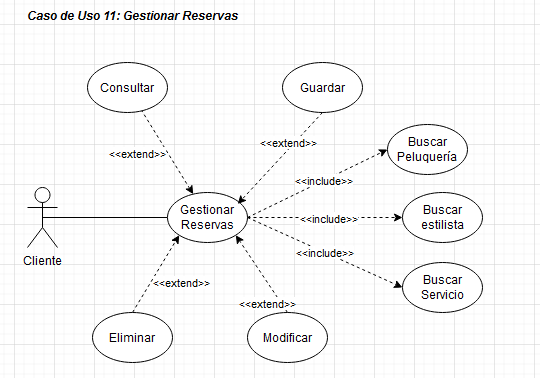 Caso de Uso 11: Gestionar Reservas
Consultar
Guardar
<<extend>>
<<extend>>
Buscar
Peluquería
<<include>>
Gestionar
Reservas
<<include>>
Buscar
estilista
Cliente
<<include>>
Buscar
Servicio
<<extend>>
<<extend>>
Eliminar
Modificar